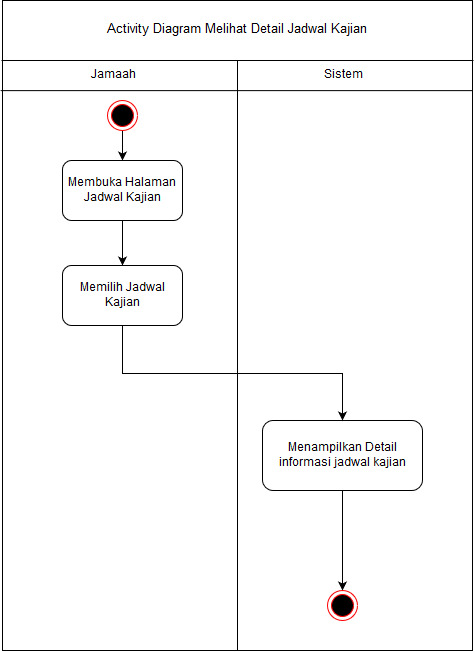 Activity Diagram Melihat Detail Jadwal Kajian
Jamaah
Sistem
Membuka Halaman
Jadwal Kajian
Memilih Jadwal
Kajian
Menampilkan Detail
informasi jadwal kajian